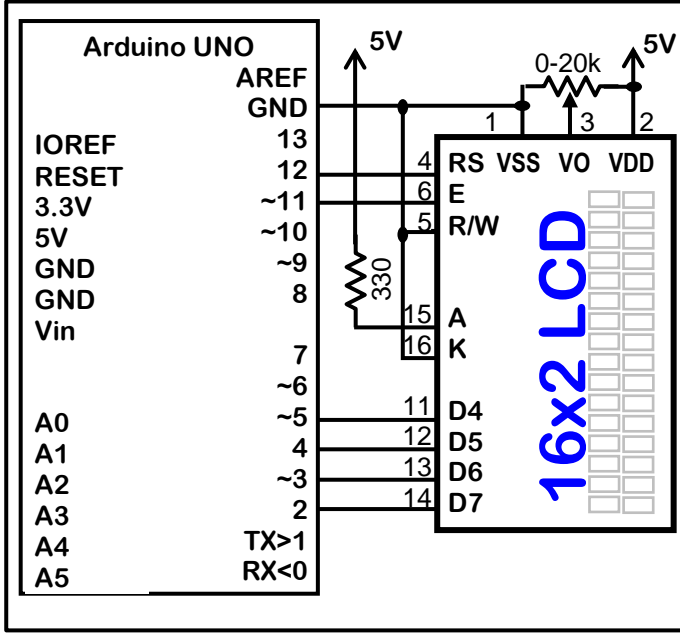 Arduino UNO
AREF
GND
13
12
~11
~10
~9
8
7
~6
~5
4
~3
2
TX>1
RX<0
IOREF
RESET
3.3V
5V
GND
GND
Vin
A0
A1
A2
A3
A4
A5
5V
330
0-20k
5V
1 3 2
VSS VO VDD
4 RS
6 E
5 R/W
15 A
16 K
11 D4
12 D5
13 D6
14 D7
16x2 LCD